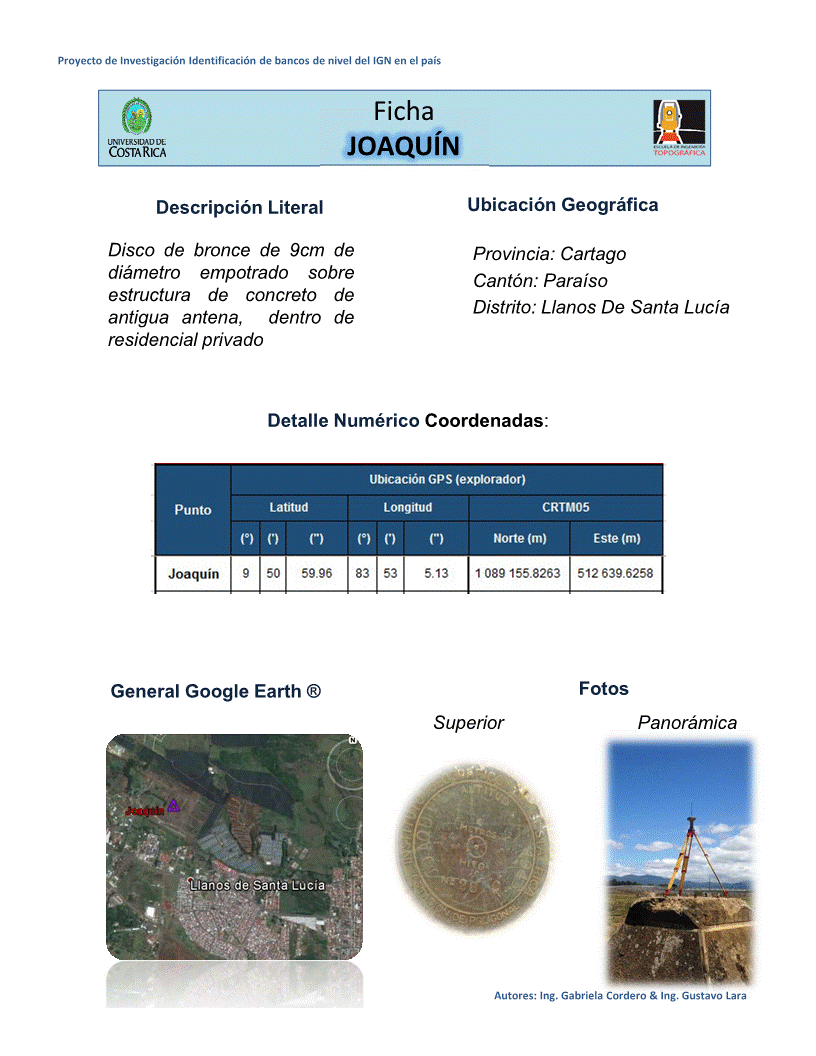 Proyecto de Investigación Identificación de bancos de nivel del IGN en el país
UNIVERSIDAD DE
COSTA RICA
Ficha
JOAQUÍN
ESCUELA DE INGENIERÍA
TOPOGRÁFICA
Descripción Literal
Disco de bronce de 9cm de
diámetro empotrado sobre
estructura de concreto de
antigua antena, dentro de
residencial privado
Ubicación Geográfica
Provincia: Cartago
Cantón: Paraíso
Distrito: Llanos De Santa Lucía
Detalle Numérico Coordenadas:
Punto
Ubicación GPS (explorador)
Latitud Longitud CRTM05
(°) (') (") (°) (') (") Norte (m) Este (m)
Joaquín 9 50 59.96 83 53 5.13 1 089 155.8263 512 639.6258
General Google Earth ®
Fotos
Superior Panorámica
N
Joaquín
Llanos de Santa Lucía
Autores: Ing. Gabriela Cordero & Ing. Gustavo Lara